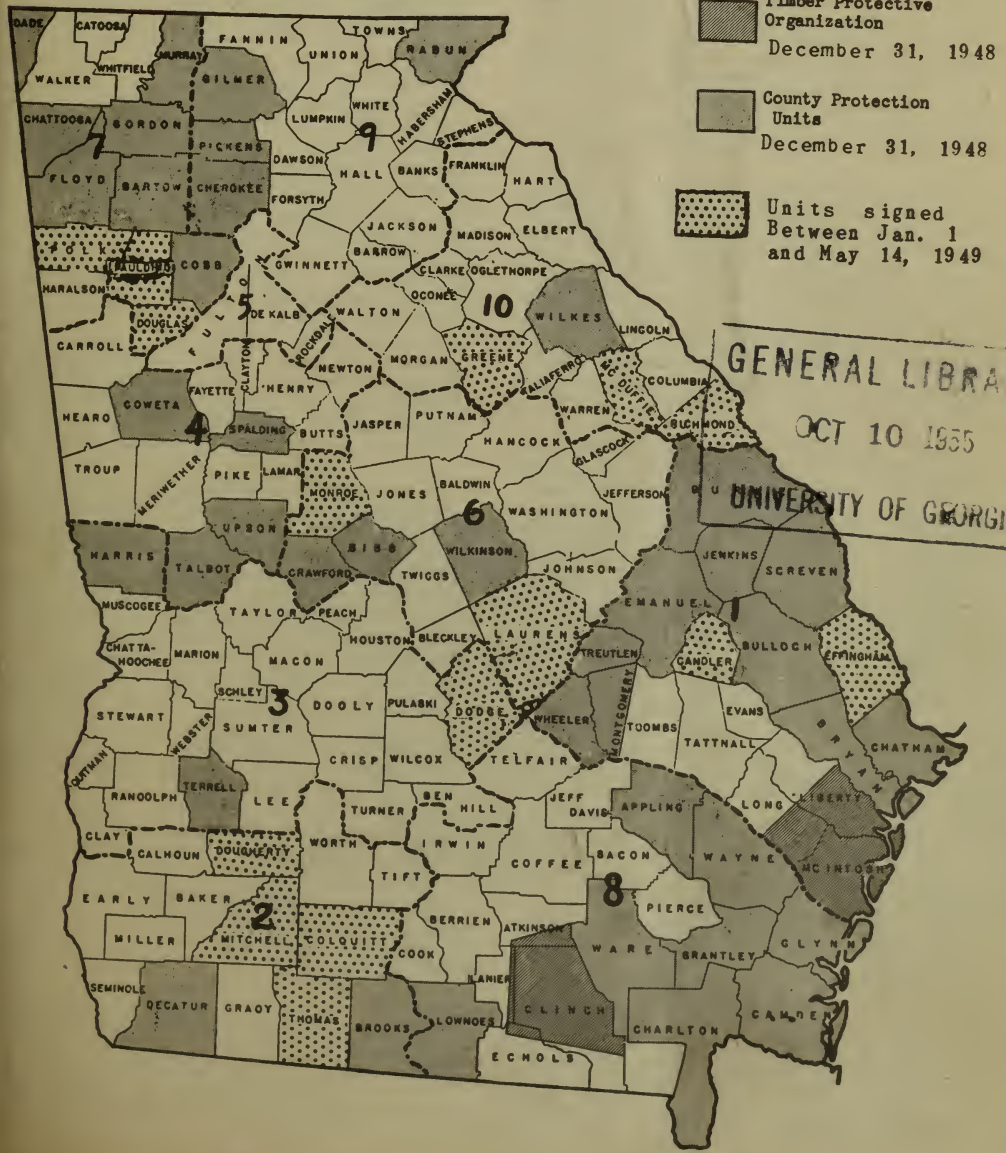 Timber Protective
Organization
December 31, 1948
County Protection
Units
December 31, 1948
Units signed
Between Jan. 1
and May 14, 1949
GENERAL LIBRA
OCT 10 1955
UNIVERSITY OF GEORGI
DADE
CATOOSA
WALKER
WHITFIELD
MURRAY
FANNIN
GILMER
UNION
TOWNS
RABUN
LUMPKIN
WHITE
HABERSHAM
STEPHENS
CHATTOOGA
7
GORDON
PICKENS
DAWSON
9
HALL
BANKS
FRANKLIN
HART
FLOYD
BARTOW
CHEROKEE
FORSYTH
JACKSON
MADISON
ELBERT
POLK
PAULDING
COBB
GWINNETT
BARROW
CLARKE
OGLETHORPE
HARALSON
DOUGLAS
FULTON
5
DE KALB
ROCKDALE
WALTON
OCONEE
10
WILKES
LINCOLN
CARROLL
CLAYTON
NEWTON
MORGAN
GREENE
TALIAFERRO
MC DUFFIE
COLUMBIA
HEARD
COWETA
FAYETTE
HENRY
4
SPALDING
BUTTS
JASPER
PUTNAM
HANCOCK
WARREN
GLASCOCK
RICHMOND
TROUP
MERIWETHER
PIKE
LAMAR
MONROE
JONES
BALDWIN
6
WASHINGTON
JEFFERSON
BU
HARRIS
TALBOT
UPSON
CRAWFORD
BIBB
TWIGGS
WILKINSON
JOHNSON
JENKINS
SCREVEN
MUSCOGEE
TAYLOR
PEACH
HOUSTON
BLECKLEY
LAURENS
TREUTLEN
EMANUEL
1
CANDLER
BULLOCH
EFFINGHAM
CHATTA-
HOOCHEE
MARION
MACON
SCHLEY
3
DOOLY
PULASKI
DODGE
WHEELER
MONTGOMERY
TOOMBS
EVANS
TATTNALL
BRYAN
CHATHAM
STEWART
WEBSTER
SUMTER
CRISP
WILCOX
TELFAIR
QUITMAN
RANDOLPH
TERRELL
LEE
TURNER
BEN HILL
JEFF
DAVIS
APPLING
LONG
LIBERTY
CLAY
CALHOUN
DOUGHERTY
WORTH
IRWIN
COFFEE
BACON
WAYNE
MCINTOSH
EARLY
BAKER
2
MITCHELL
COLQUITT
TIFT
BERRIEN
8
PIERCE
MILLER
COOK
ATKINSON
WARE
BRANTLEY
GLYNN
SEMINOLE
DECATUR
GRADY
THOMAS
BROOKS
LOWNDES
LANIER
CLINCH
ECHOLS
CHARLTON
CAMDEN